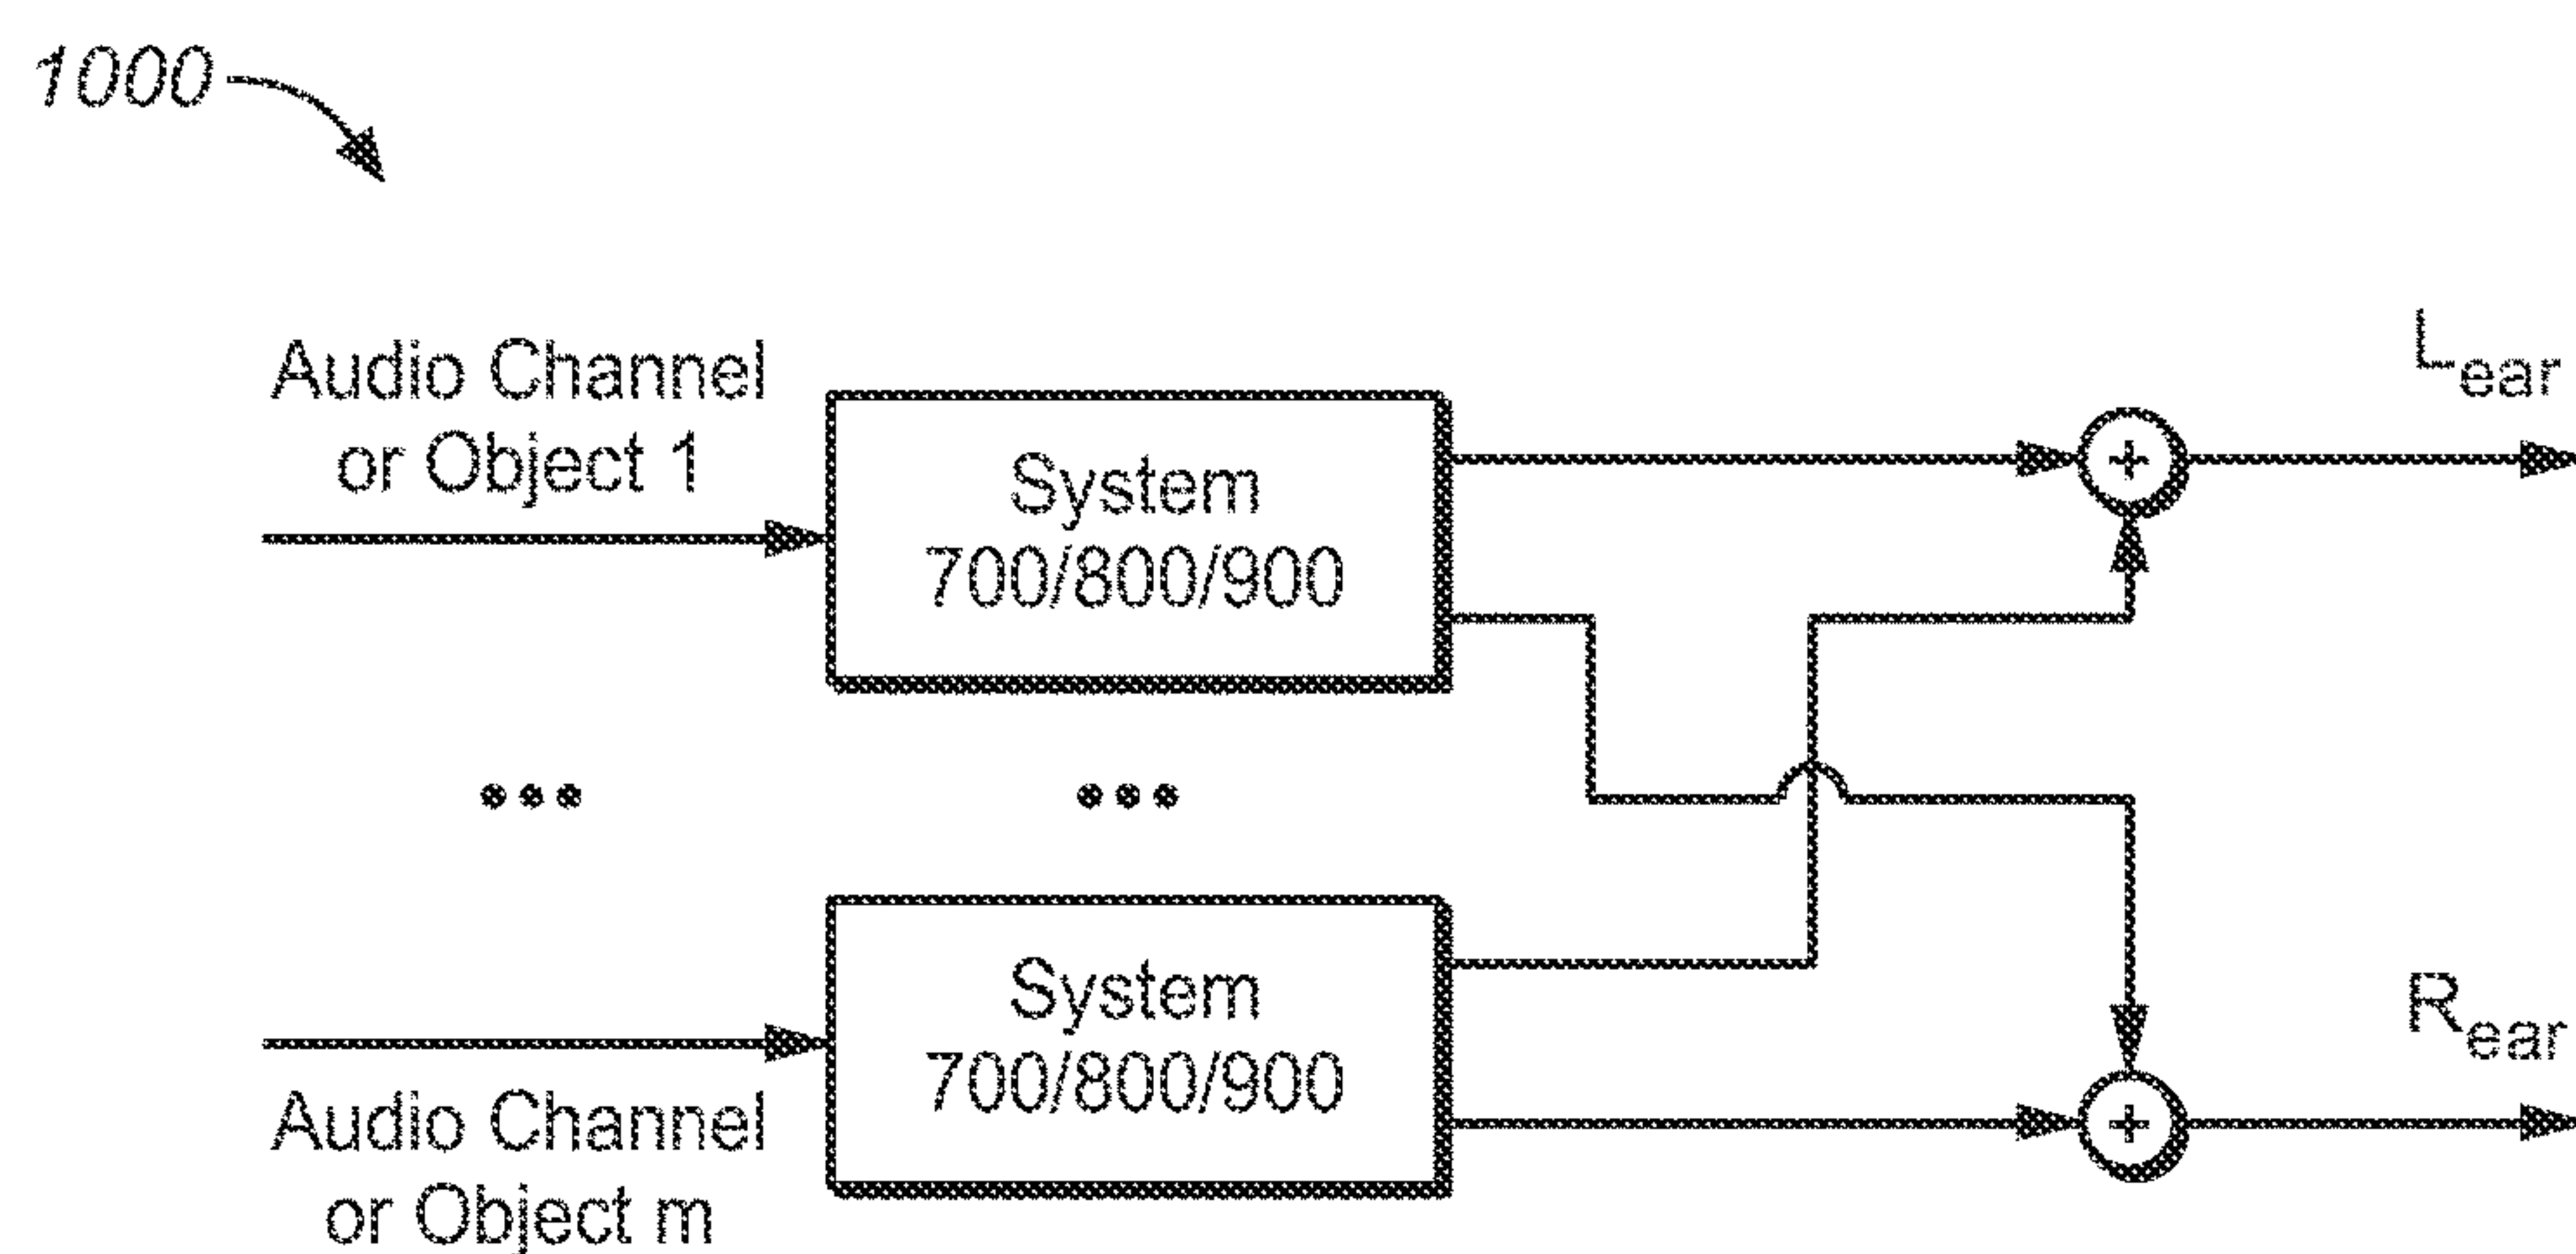 1000
Audio Channel
or Object 1
System
700/800/900
+
Lear
System
700/800/900
Audio Channel
or Object m
+
Rear